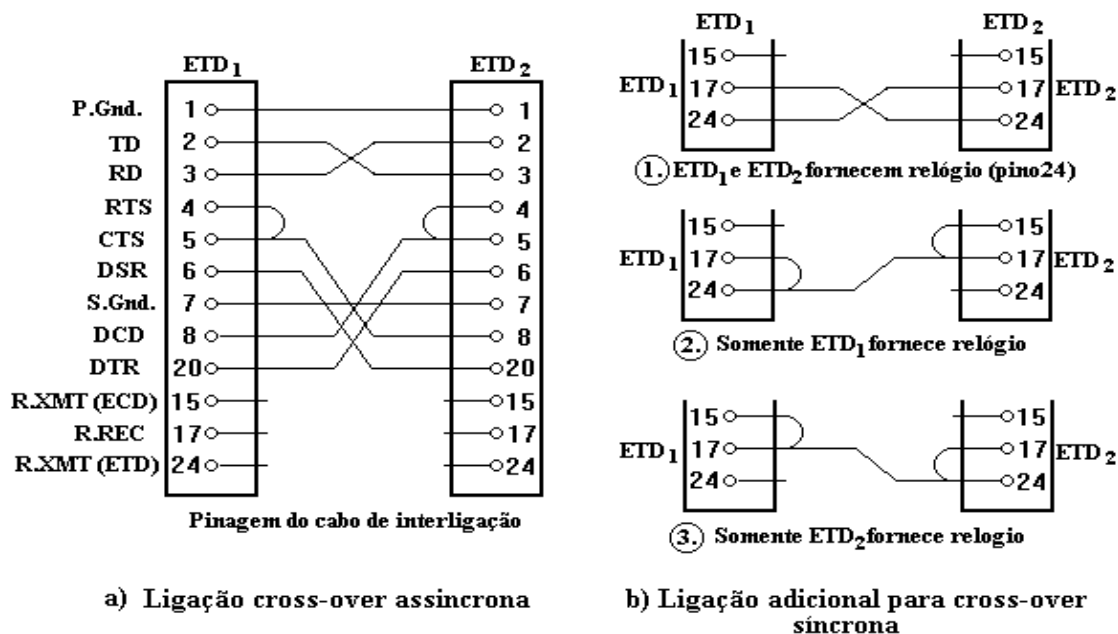 ETD1 ETD2
P.Gnd. 1 1
TD 2 2
RD 3 3
RTS 4 4
CTS 5 5
DSR 6 6
S.Gnd. 7 7
DCD 8 8
DTR 20 20
R.XMT (ECD) 15 15
R.REC 17 17
R.XMT (ETD) 24 24
Pinagem do cabo de interligação
a) Ligação cross-over assincrona
ETD1 ETD2
15 15
ETD1 17 17 ETD2
24 24
1. ETD1 e ETD2 fornecem relógio (pino24)
15 15
ETD1 17 17 ETD2
24 24
2. Somente ETD1 fornece relógio
15 15
ETD1 17 17 ETD2
24 24
3. Somente ETD2 fornece relogio
b) Ligação adicional para cross-over
síncrona